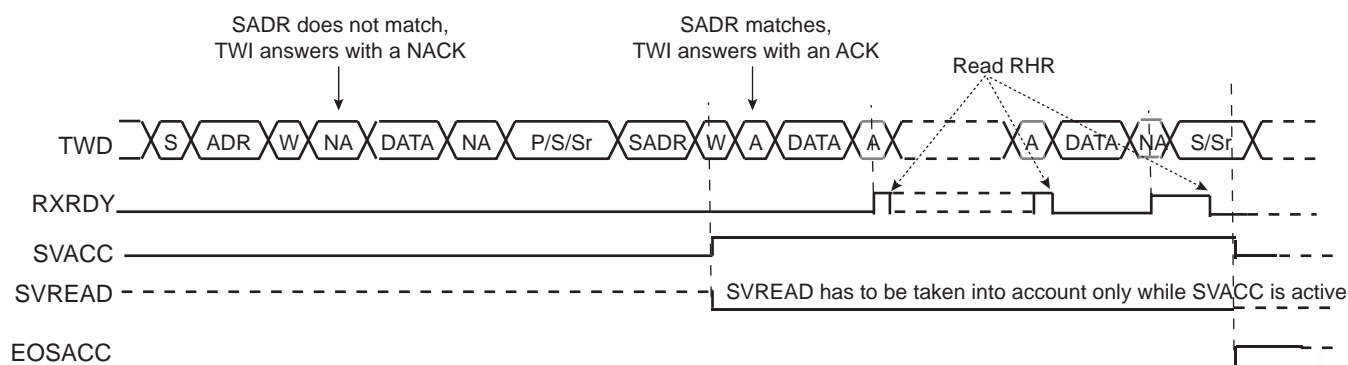 SADR does not match,
TWI answers with a NACK
SADR matches,
TWI answers with an ACK
Read RHR
TWD S ADR W NA DATA NA P/S/Sr SADR W A DATA A A DATA NA S/Sr
RXRDY
SVACC
SVREAD SVREAD has to be taken into account only while SVACC is active
EOSACC